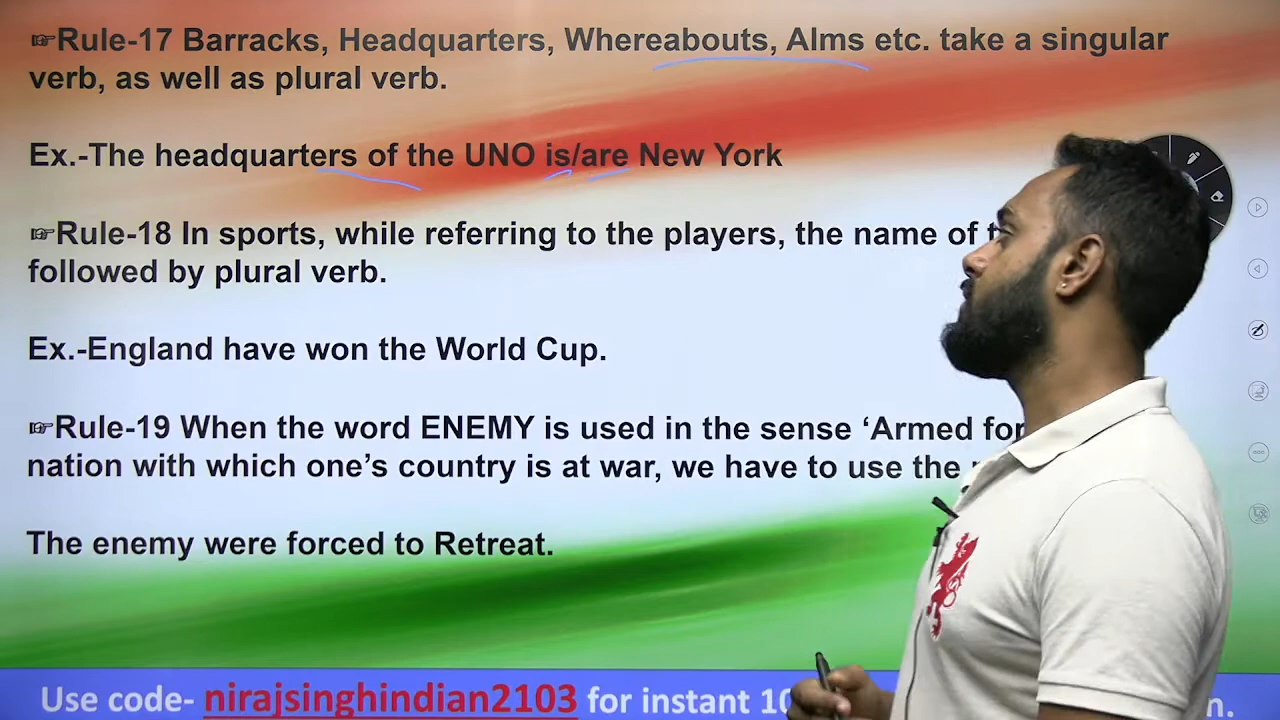 ☞Rule-17 Barracks, Headquarters, Whereabouts, Alms etc. take a singular
verb, as well as plural verb.
Ex.-The headquarters of the UNO is/are New York
☞Rule-18 In sports, while referring to the players, the name of
followed by plural verb.
Ex.-England have won the World Cup.
☞Rule-19 When the word ENEMY is used in the sense ‘Armed
nation with which one’s country is at war, we have to use the
The enemy were forced to Retreat.
Use code- nirajsinghindian2103 for instant